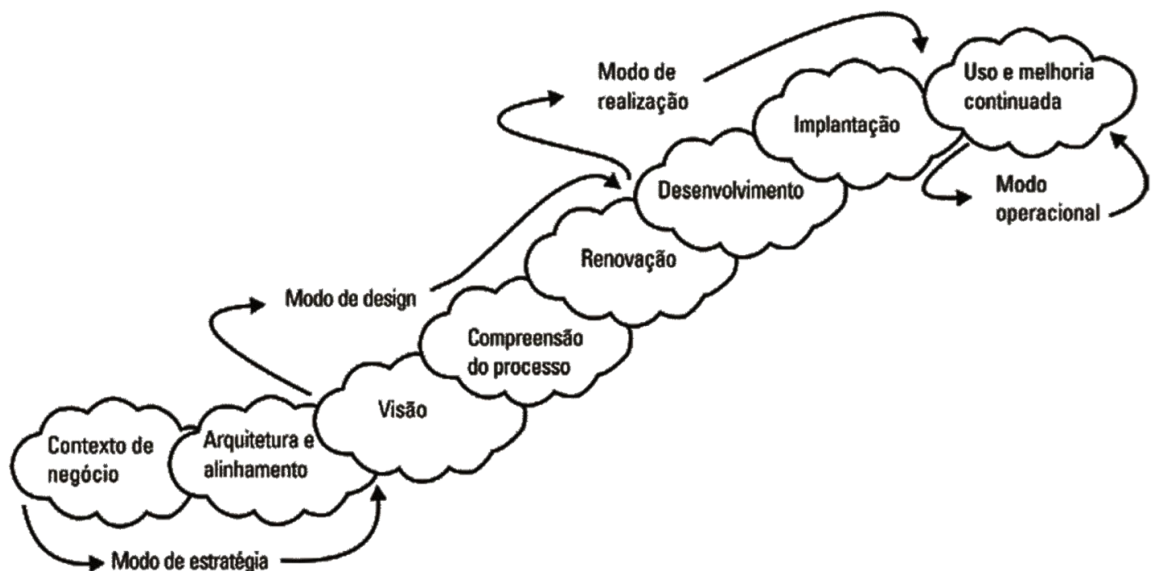 Modo de
realização
Uso e melhoria
continuada
Implantação
Desenvolvimento
Modo
operacional
Renovação
Modo de design
Compreensão
do processo
Visão
Contexto de
negócio
Arquitetura e
alinhamento
Modo de estratégia